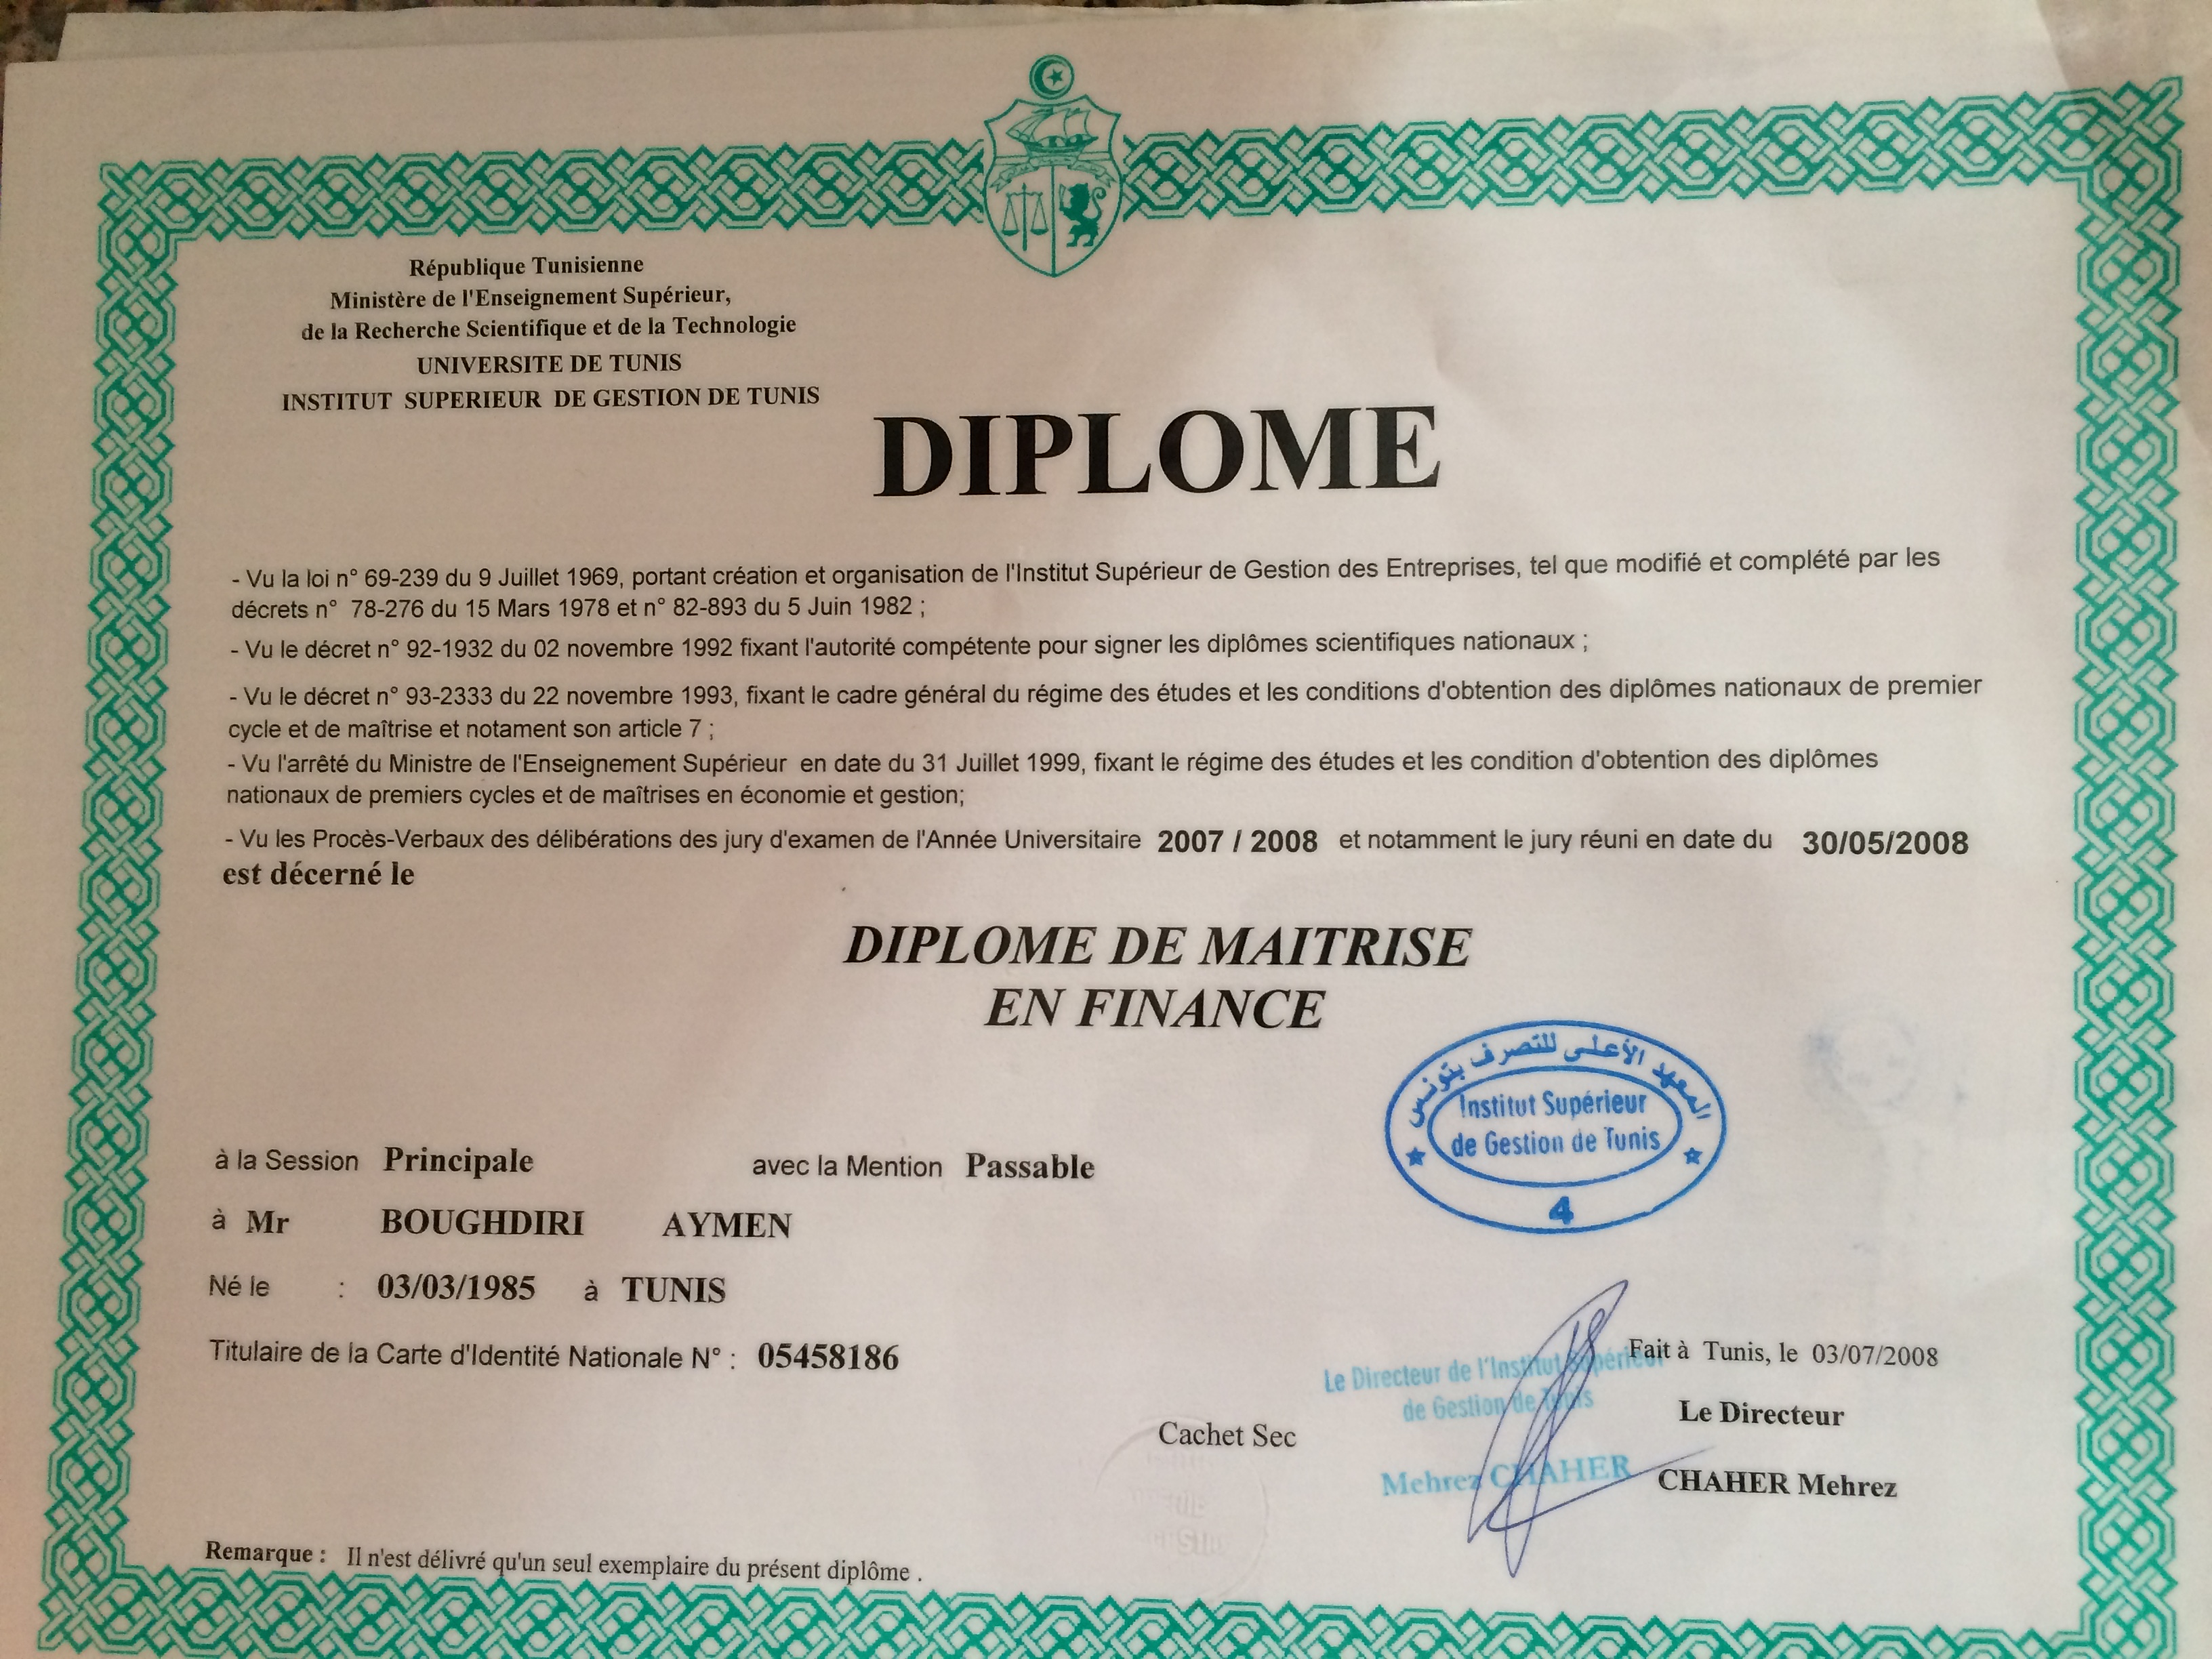 République Tunisienne
Ministère de l'Enseignement Supérieur,
de la Recherche Scientifique et de la Technologie
UNIVERSITE DE TUNIS
INSTITUT SUPERIEUR DE GESTION DE TUNIS
DIPLOME
- Vu la loi n° 69-239 du 9 Juillet 1969, portant création et organisation de l'Institut Supérieur de Gestion des Entreprises, tel que modifié et complété par les
décrets n° 78-276 du 15 Mars 1978 et n° 82-893 du 5 Juin 1982 ;
- Vu le décret n° 92-1932 du 02 novembre 1992 fixant l'autorité compétente pour signer les diplômes scientifiques nationaux ;
- Vu le décret n° 93-2333 du 22 novembre 1993, fixant le cadre général du régime des études et les conditions d'obtention des diplômes nationaux de premier
cycle et de maîtrise et notament son article 7 ;
- Vu l'arrêté du Ministre de l'Enseignement Supérieur en date du 31 Juillet 1999, fixant le régime des études et les condition d'obtention des diplômes
nationaux de premiers cycles et de maîtrises en économie et gestion;
- Vu les Procès-Verbaux des délibérations des jury d'examen de l'Année Universitaire 2007 / 2008 et notamment le jury réuni en date du 30/05/2008
est décerné le
DIPLOME DE MAITRISE
EN FINANCE
à la Session Principale avec la Mention Passable
à Mr BOUGHDIRI AYMEN
Né le : 03/03/1985 à TUNIS
Titulaire de la Carte d'Identité Nationale N° : 05458186
الأعلى للتصرف بتونس
Institut Supérieur
de Gestion de Tunis
4
Fait à Tunis, le 03/07/2008
Le Directeur de l'Institut Supérieur
de Gestion de Tunis
Mehrez CHAHER
Cachet Sec
Le Directeur
CHAHER Mehrez
Remarque : Il n'est délivré qu'un seul exemplaire du présent diplôme .